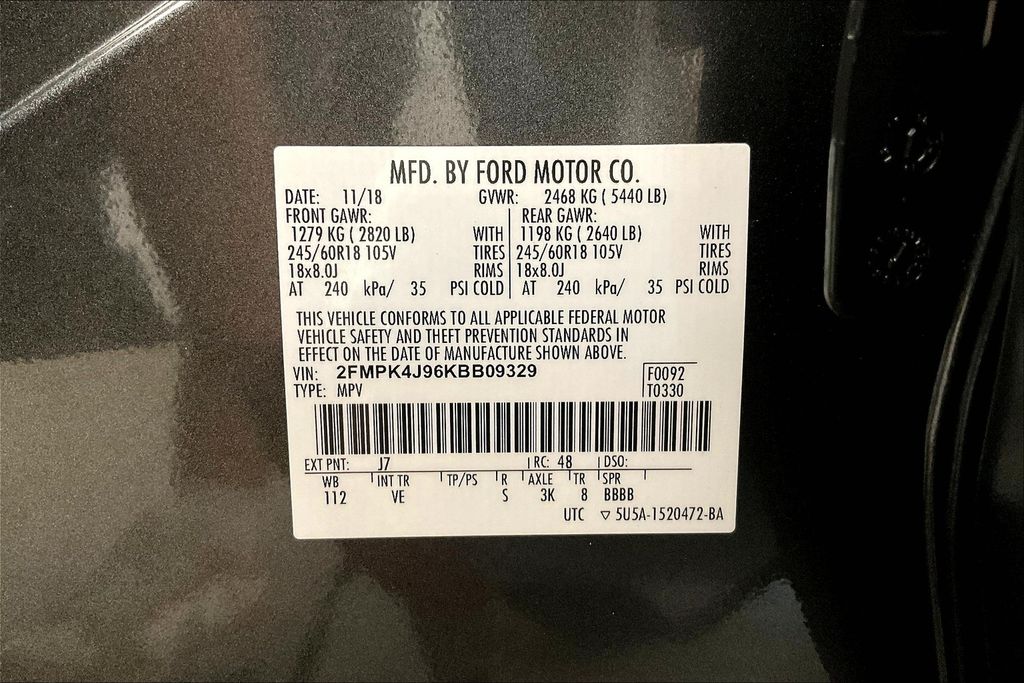 MFD. BY FORD MOTOR CO.
DATE: 11/18 GVWR: 2468 KG ( 5440 LB)
FRONT GAWR: REAR GAWR:
1279 KG ( 2820 LB) WITH 1198 KG ( 2640 LB) WITH
245/60R18 105V TIRES 245/60R18 105V TIRES
18x8.0J RIMS 18x8.0J RIMS
AT 240 kPa/ 35 PSI COLD AT 240 kPa/ 35 PSI COLD
THIS VEHICLE CONFORMS TO ALL APPLICABLE FEDERAL MOTOR
VEHICLE SAFETY AND THEFT PREVENTION STANDARDS IN
EFFECT ON THE DATE OF MANUFACTURE SHOWN ABOVE.
VIN: 2FMPK4J96KBB09329 F0092
TYPE: MPV T0330
EXT PNT: J7 RC: 48 DSO:
WB INT TR TP/PS R AXLE TR SPR
112 VE S 3K 8 BBBB
UTC ▽ 5U5A-1520472-BA